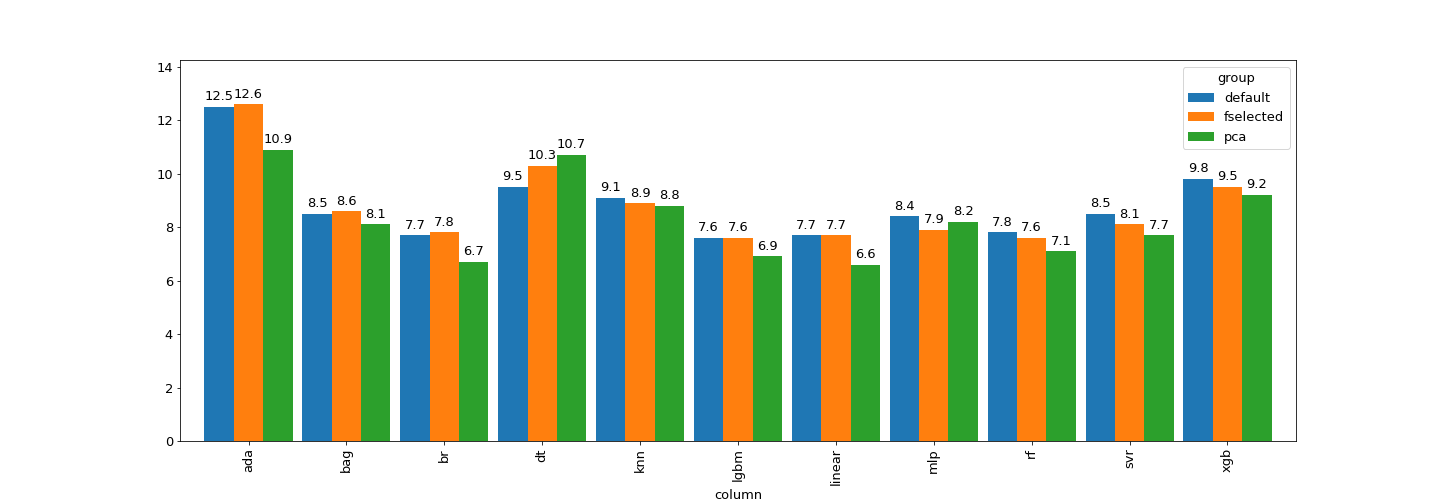 14
12
10
8
6
4
2
0
12.5 12.6 10.9
8.5 8.6 8.1
7.7 7.8 6.7
9.5 10.3 10.7
9.1 8.9 8.8
7.6 7.6 6.9
7.7 7.7 6.6
8.4 7.9 8.2
7.8 7.6 7.1
8.5 8.1 7.7
9.8 9.5 9.2
group
default
fselected
pca
ada bag br dt knn lgbm linear mlp rf svr xgb
column